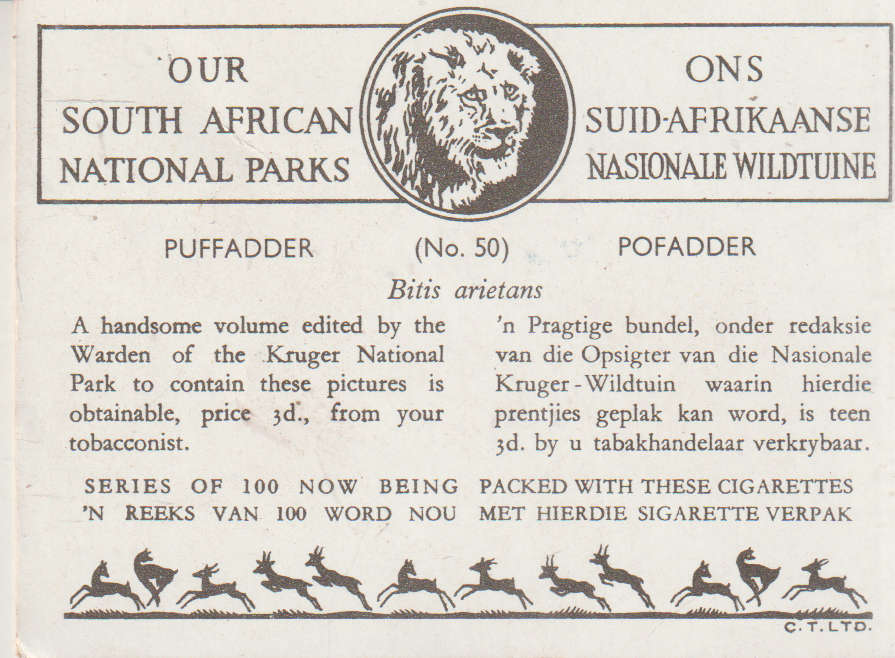 OUR
SOUTH AFRICAN
NATIONAL PARKS
ONS
SUID-AFRIKAANSE
NASIONALE WILDTUINE
PUFFADDER (No. 50) POFADDER
Bitis arietans
A handsome volume edited by the
Warden of the Kruger National
Park to contain these pictures is
obtainable, price 3d., from your
tobacconist.
'n Pragtige bundel, onder redaksie
van die Opsigter van die Nasionale
Kruger-Wildtuin waarin hierdie
prentjies geplak kan word, is teen
3d. by u tabakhandelaar verkrybaar.
SERIES OF 100 NOW BEING PACKED WITH THESE CIGARETTES
'N REEKS VAN 100 WORD NOU MET HIERDIE SIGARETTE VERPAK
C.T.LTD.